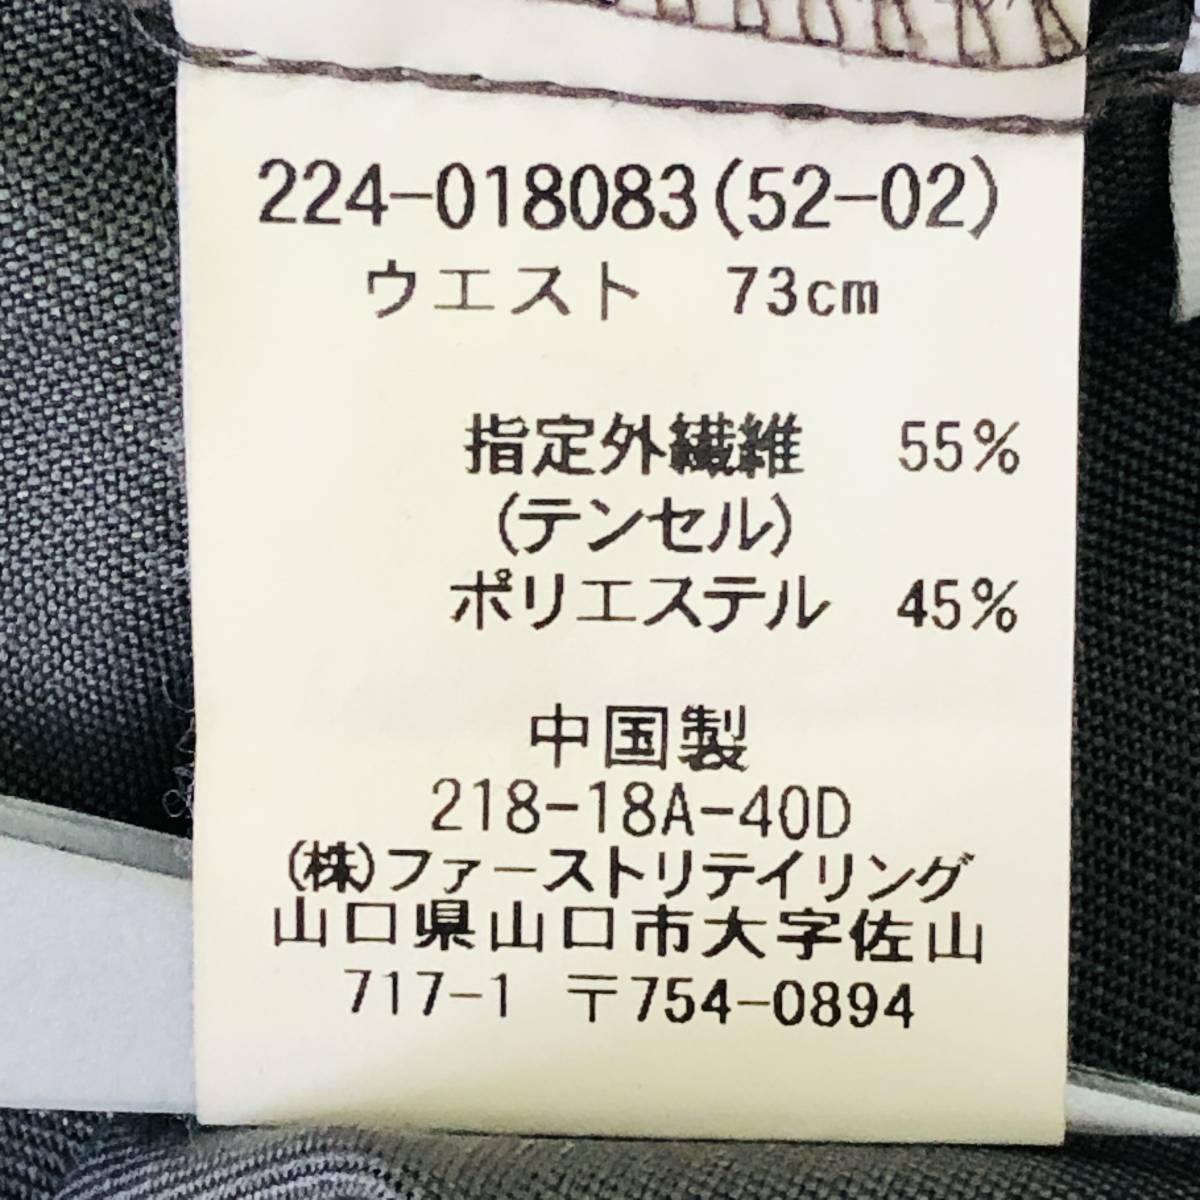 224-018083(52-02)
ウエスト 73cm
指定外繊維 55%
(テンセル)
ポリエステル 45%
中国製
218-18A-40D
(株)ファーストリテイリング
山口県山口市大字佐山
717-1 〒754-0894